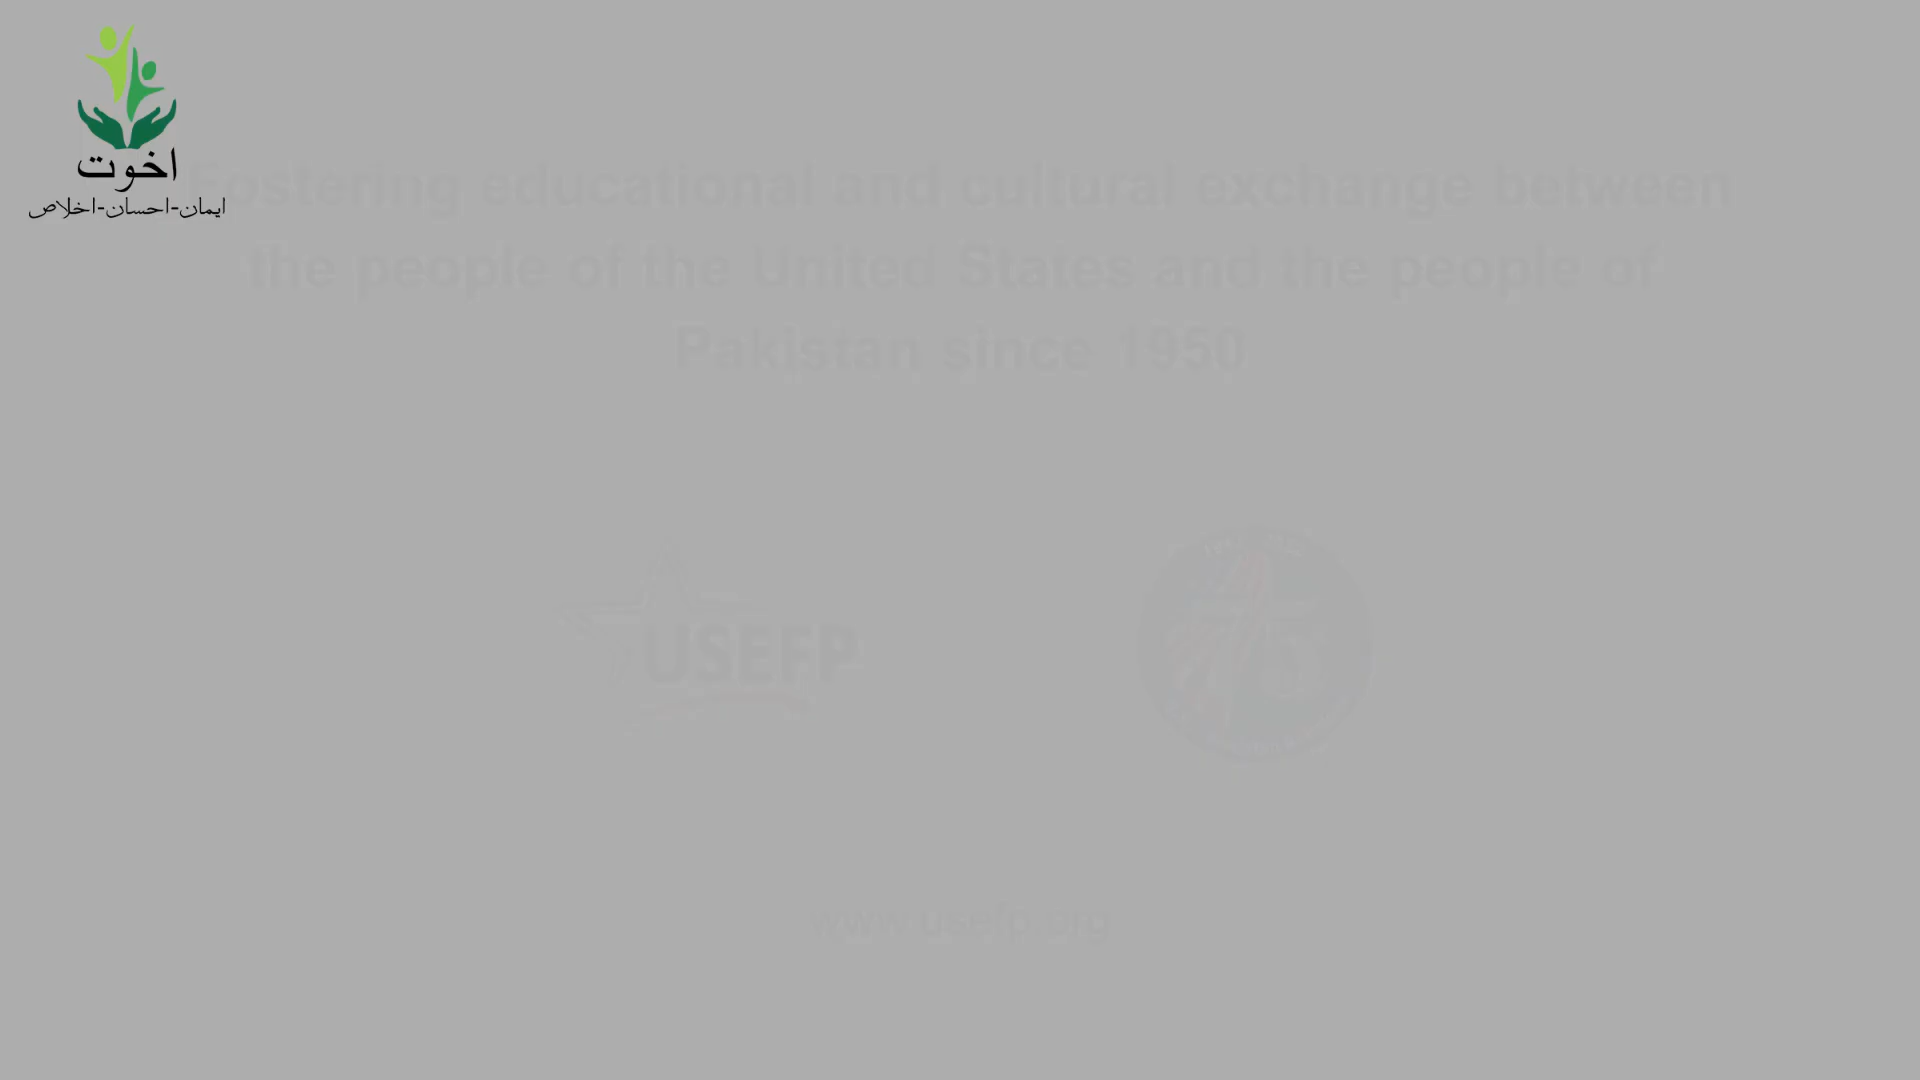 اخوت
ایمان-احسان-اخلاص
Fostering educational and cultural exchange between
the people of the United States and the people of
Pakistan since 1950
USEFP
75
www.usefp.org